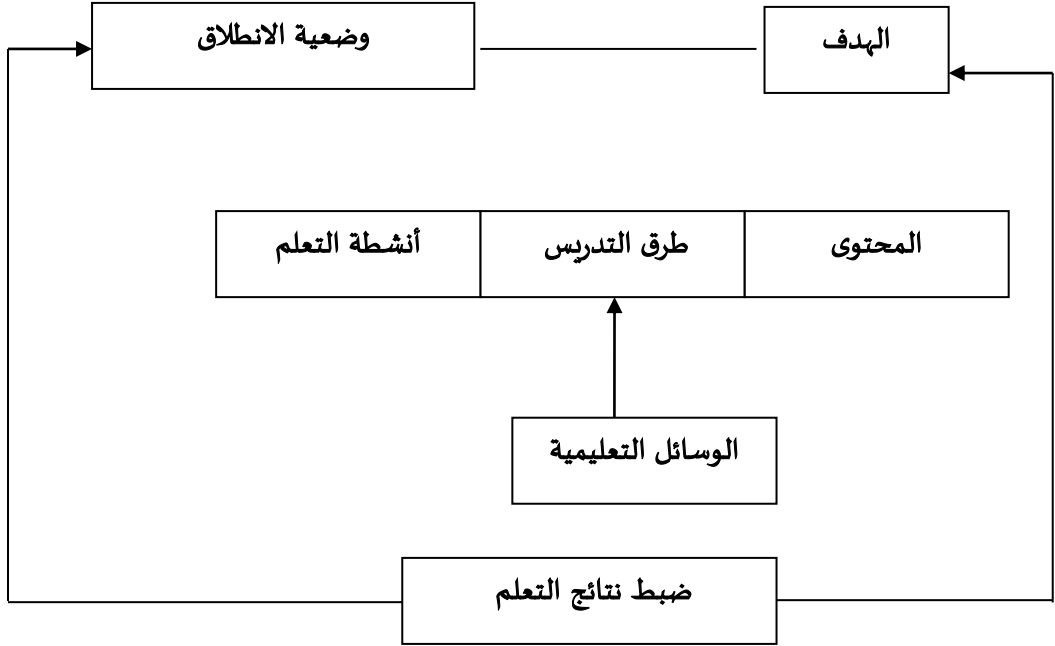 الهدف
وضعية الانطلاق
المحتوى
طرق التدريس
أنشطة التعلم
الوسائل التعليمية
ضبط نتائج التعلم